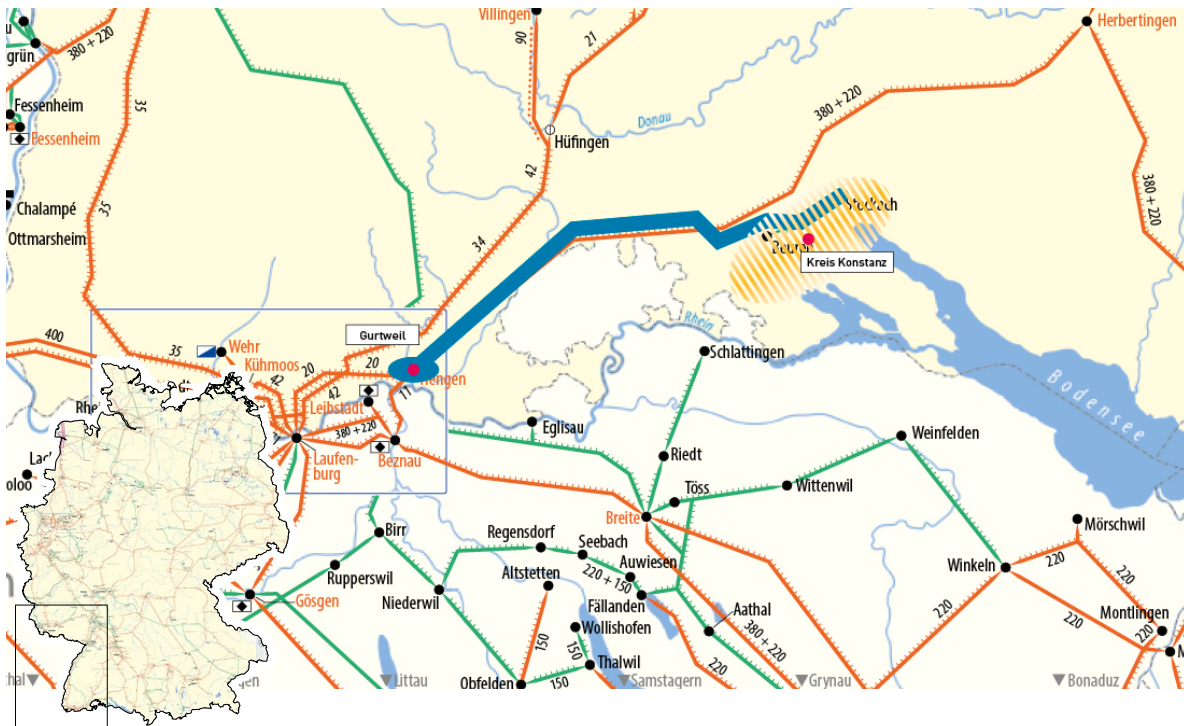 Villingen
Herbertingen
380 + 220
grün
90
21
35
Fessenheim
Fessenheim
Donau
380 + 220
Hüfingen
42
380 + 220
Chalampé
35
Ottmarsheim
Stockach
34
Kreis Konstanz
Rhein
400
35
Gurtweil
Wehr
Kühmoos
20
20
42
42
11
Schlattingen
Bodensee
Leibstadt
380+220
Eglisau
Weinfelden
Laufen-
burg
Beznau
Riedt
Töss
Wittenwil
Breite
Mörschwil
Birr
Regensdorf
Seebach
Auwiesen
220
Winkeln
Rupperswil
Altstetten
220 + 150
220
Gösgen
Niederwil
Fällanden
Aathal
220
220
Montlingen
Wollishofen
150
150
380 + 220
220
Thalwil
220
Obfelden
150
Littau
Samstagern
Grynau
Bonaduz